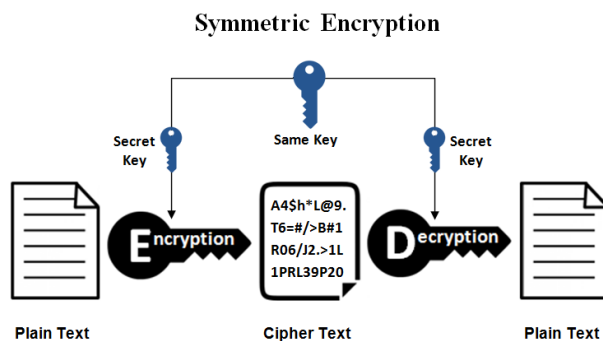 Symmetric Encryption
Secret
Key
Same Key
Secret
Key
A4$h*L@9.
T6=#/>B#1
R06/J2.>1L
1PRL39P20
Encryption
Decryption
Plain Text
Cipher Text
Plain Text